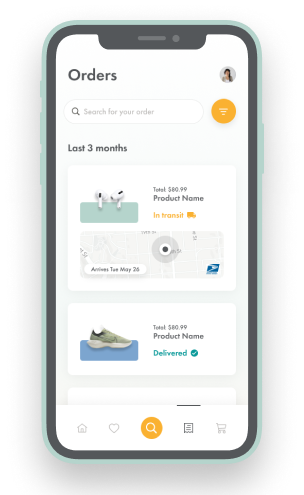 Orders
Search for your order
Last 3 months
Total: $80.99
Product Name
In transit
Arrives Tue May 26
Total: $80.99
Product Name
Delivered